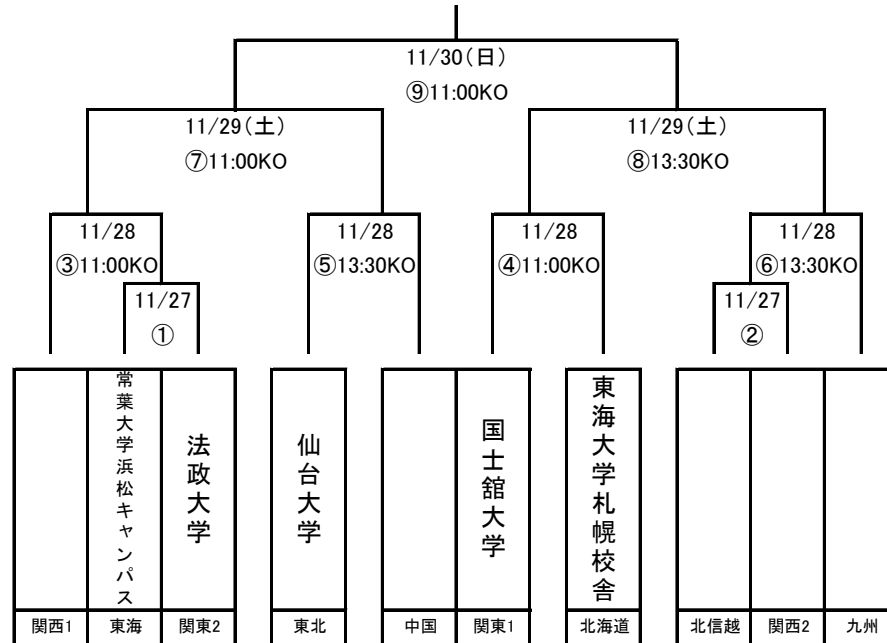 11/30(日)
⑨11:00KO
11/29(土)
⑦11:00KO
11/29(土)
⑧13:30KO
11/28
③11:00KO
11/28
⑤13:30KO
11/28
④11:00KO
11/28
⑥13:30KO
11/27
①
11/27
②
常葉大学浜松キャンパス
法政大学
仙台大学
国士舘大学
東海大学札幌校舎
関西1
東海
関東2
東北
中国
関東1
北海道
北信越
関西2
九州